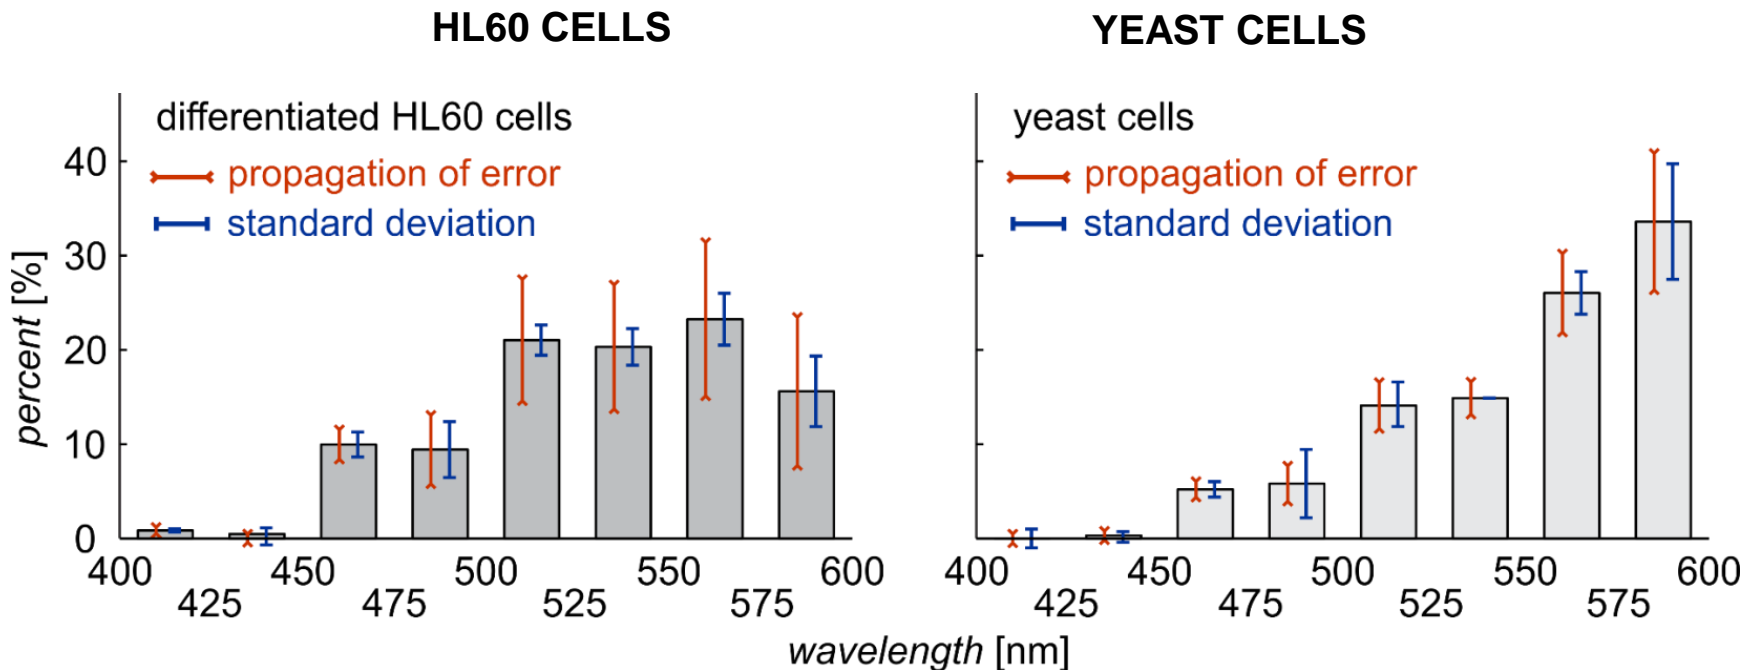 HL60 CELLS
YEAST CELLS
differentiated HL60 cells
propagation of error
standard deviation
yeast cells
propagation of error
standard deviation
percent [%]
40
30
20
10
0
400 450 500 550 600
425 475 525 575
400 450 500 550 600
425 475 525 575
wavelength [nm]